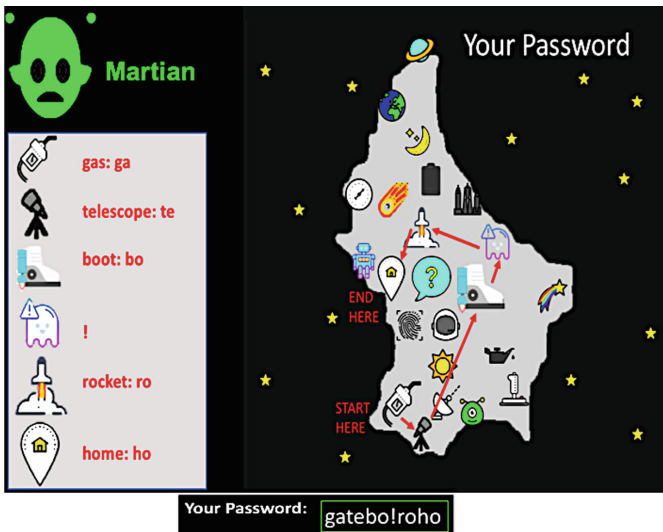 Your Password
Martian
gas: ga
telescope: te
boot: bo
!
rocket: ro
home: ho
END
HERE
START
HERE
?
Your Password: gatebo!roho